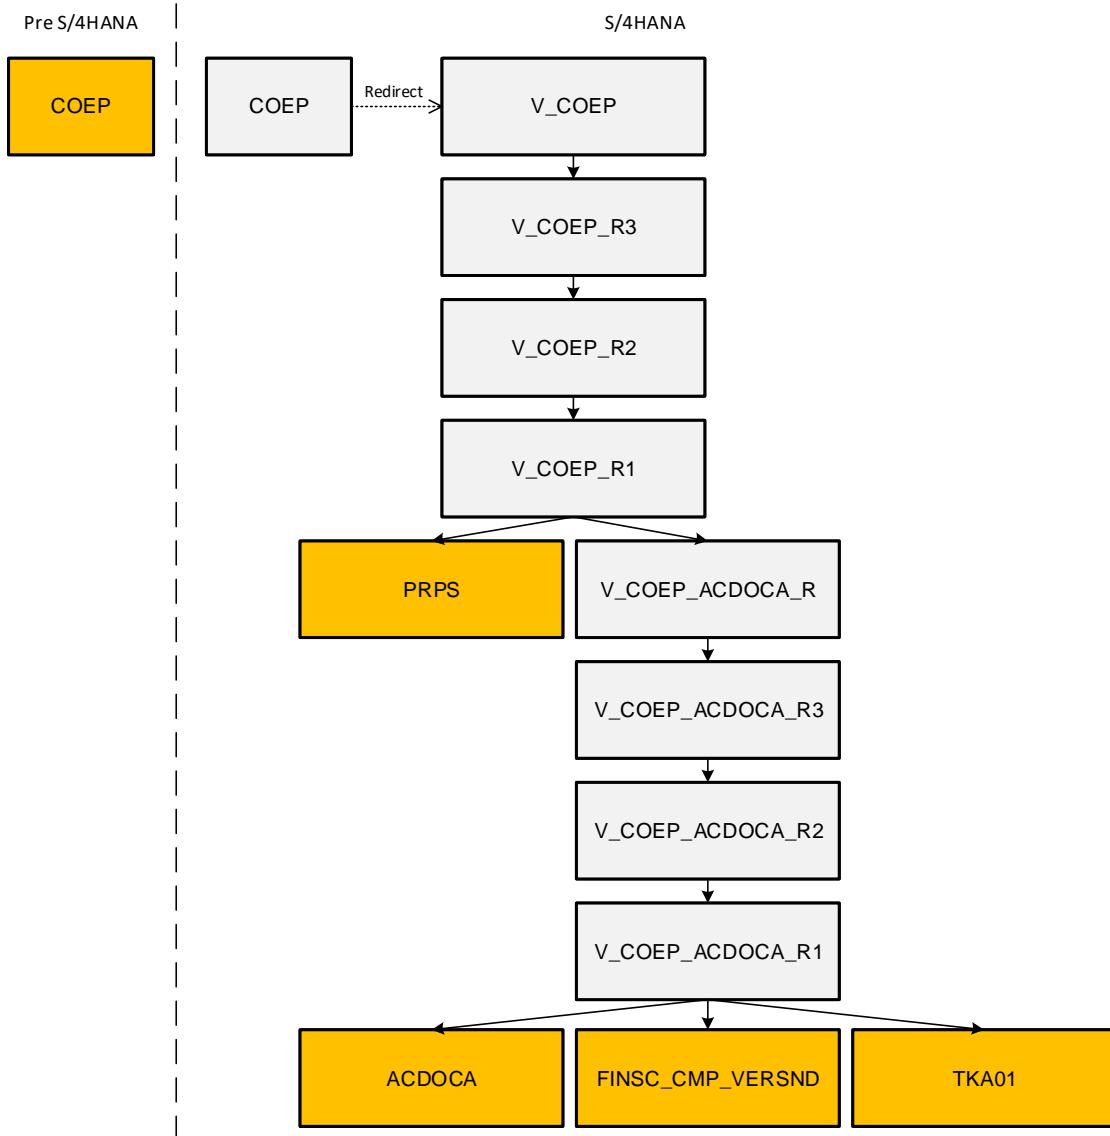 Pre S/4HANA
S/4HANA
COEP
COEP
Redirect
V_COEP
V_COEP_R3
V_COEP_R2
V_COEP_R1
PRPS
V_COEP_ACDOCA_R
V_COEP_ACDOCA_R3
V_COEP_ACDOCA_R2
V_COEP_ACDOCA_R1
ACDOCA
FINSC_CMP_VERSND
TKA01